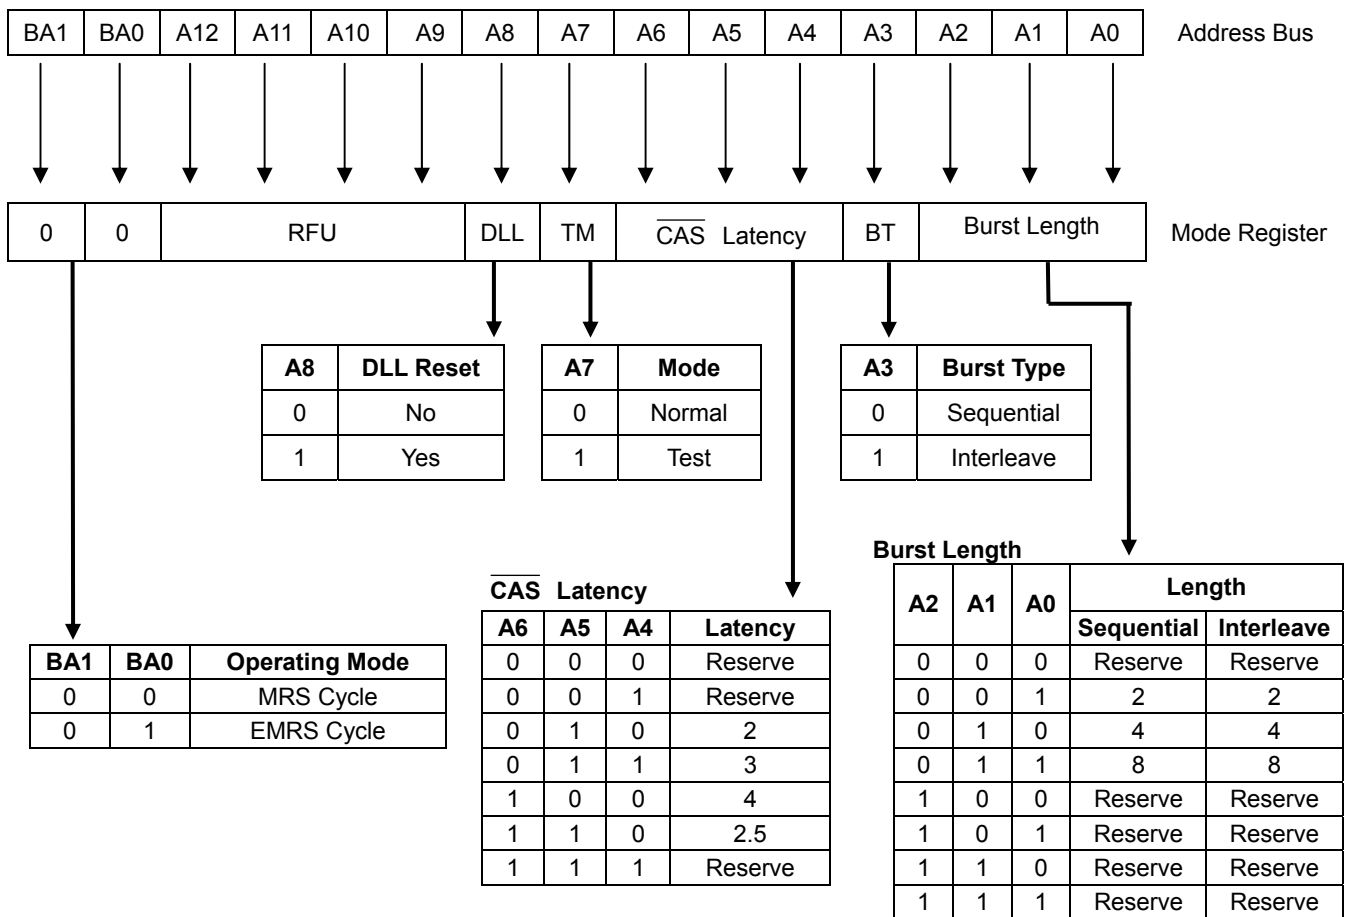 BA1 BA0 A12 A11 A10 A9 A8 A7 A6 A5 A4 A3 A2 A1 A0 Address Bus
0 0 RFU DLL TM CAS Latency BT Burst Length Mode Register
A8 DLL Reset
0 No
1 Yes
A7 Mode
0 Normal
1 Test
A3 Burst Type
0 Sequential
1 Interleave
BA1 BA0 Operating Mode
0 0 MRS Cycle
0 1 EMRS Cycle
CAS Latency
A6 A5 A4 Latency
0 0 0 Reserve
0 0 1 Reserve
0 1 0 2
0 1 1 3
1 0 0 4
1 1 0 2.5
1 1 1 Reserve
Burst Length
A2 A1 A0 Length
Sequential Interleave
0 0 0 Reserve Reserve
0 0 1 2 2
0 1 0 4 4
0 1 1 8 8
1 0 0 Reserve Reserve
1 0 1 Reserve Reserve
1 1 0 Reserve Reserve
1 1 1 Reserve Reserve